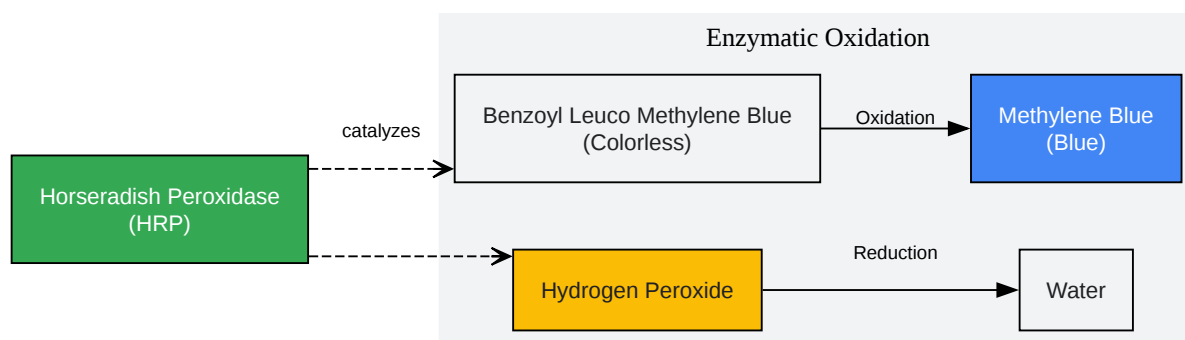 Enzymatic Oxidation
catalyzes
Benzoyl Leuco Methylene Blue
(Colorless)
Oxidation
Methylene Blue
(Blue)
Horseradish Peroxidase
(HRP)
Hydrogen Peroxide
Reduction
Water